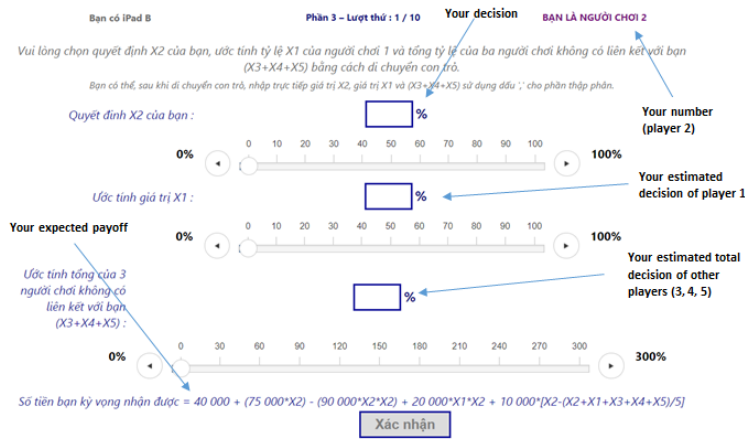 Your decision
Bạn có iPad B
Phần 3 – Lượt thứ : 1 / 10
BẠN LÀ NGƯỜI CHƠI 2
Vui lòng chọn quyết định X2 của bạn, ước tính tỷ lệ X1 của người chơi 1 và tổng tỷ lệ của ba người chơi không có liên kết với bạn
(X3+X4+X5) bằng cách di chuyển con trỏ.
Bạn có thể, sau khi di chuyển con trỏ, nhập trực tiếp giá trị X2, giá trị X1 và (X3+X4+X5) sử dụng dấu ',' cho phần thập phân.
Your number
(player 2)
Quyết định X2 của bạn :
%
0 10 20 30 40 50 60 70 80 90 100
0%
100%
Your estimated
decision of player 1
Ước tính giá trị X1 :
%
Your expected payoff
0 10 20 30 40 50 60 70 80 90 100
0%
100%
Your estimated total
decision of other
players (3, 4, 5)
Ước tính tổng của 3
người chơi không có
liên kết với bạn
(X3+X4+X5) :
%
0 30 60 90 120 150 180 210 240 270 300
0%
300%
Số tiền bạn kỳ vọng nhận được = 40 000 + (75 000*X2) - (90 000*X2*X2) + 20 000*X1*X2 + 10 000*[X2-(X2+X1+X3+X4+X5)/5]
Xác nhận